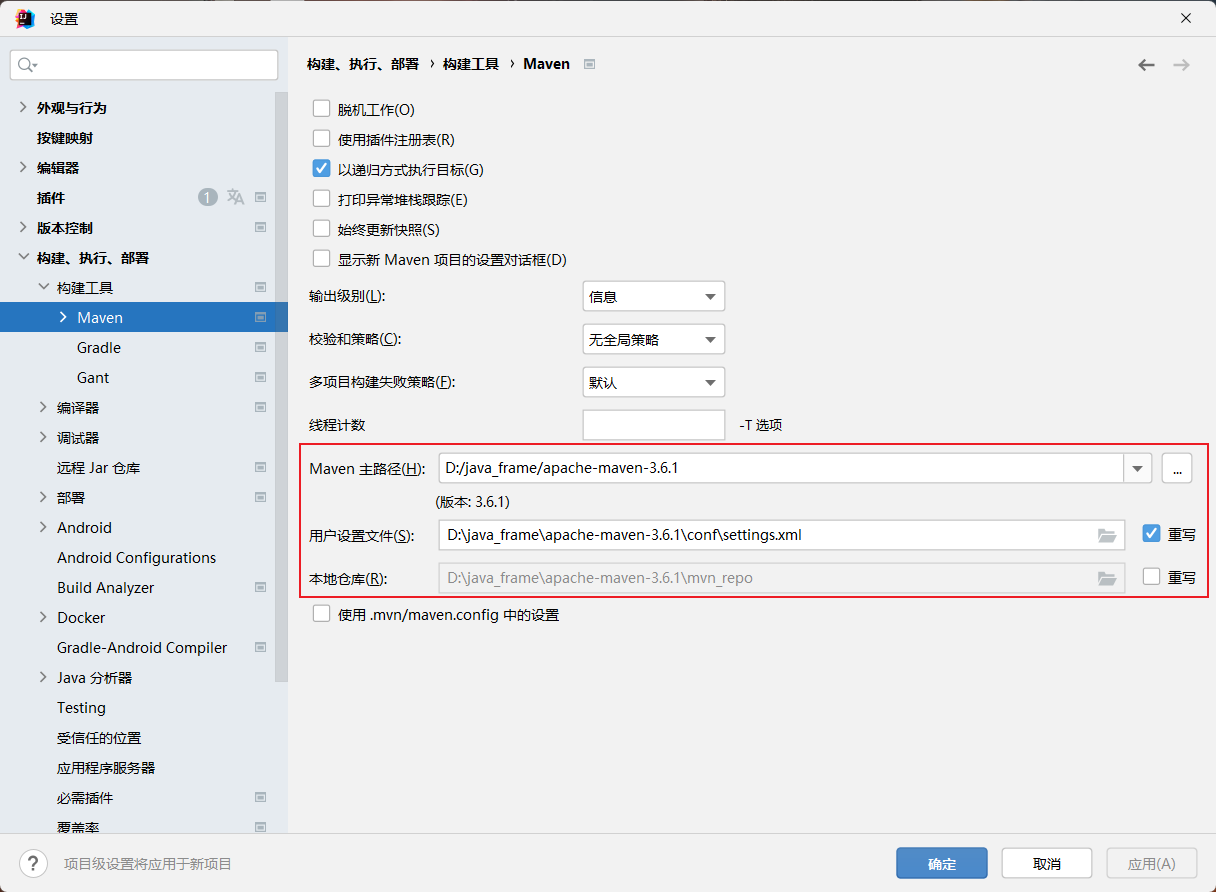 设置
外观与行为
按键映射
编辑器
插件 1
版本控制
构建、执行、部署
构建工具
Maven
Gradle
Gant
编译器
调试器
远程 Jar 仓库
部署
Android
Android Configurations
Build Analyzer
Docker
Gradle-Android Compiler
Java 分析器
Testing
受信任的位置
应用程序服务器
必需插件
覆盖率
构建、执行、部署 › 构建工具 › Maven
脱机工作(O)
使用插件注册表(R)
以递归方式执行目标(G)
打印异常堆栈跟踪(E)
始终更新快照(S)
显示新 Maven 项目的设置对话框(D)
输出级别(L): 信息
校验和策略(C): 无全局策略
多项目构建失败策略(F): 默认
线程计数 -T 选项
Maven 主路径(H): D:/java_frame/apache-maven-3.6.1 ...
(版本: 3.6.1)
用户设置文件(S): D:\java_frame\apache-maven-3.6.1\conf\settings.xml 重写
本地仓库(R): D:\java_frame\apache-maven-3.6.1\mvn_repo 重写
使用 .mvn/maven.config 中的设置
? 项目级设置将应用于新项目
确定 取消 应用(A)